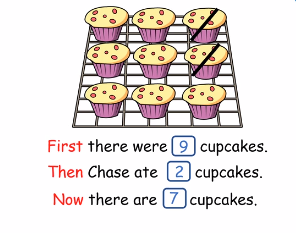 First there were 9 cupcakes.
Then Chase ate 2 cupcakes.
Now there are 7 cupcakes.